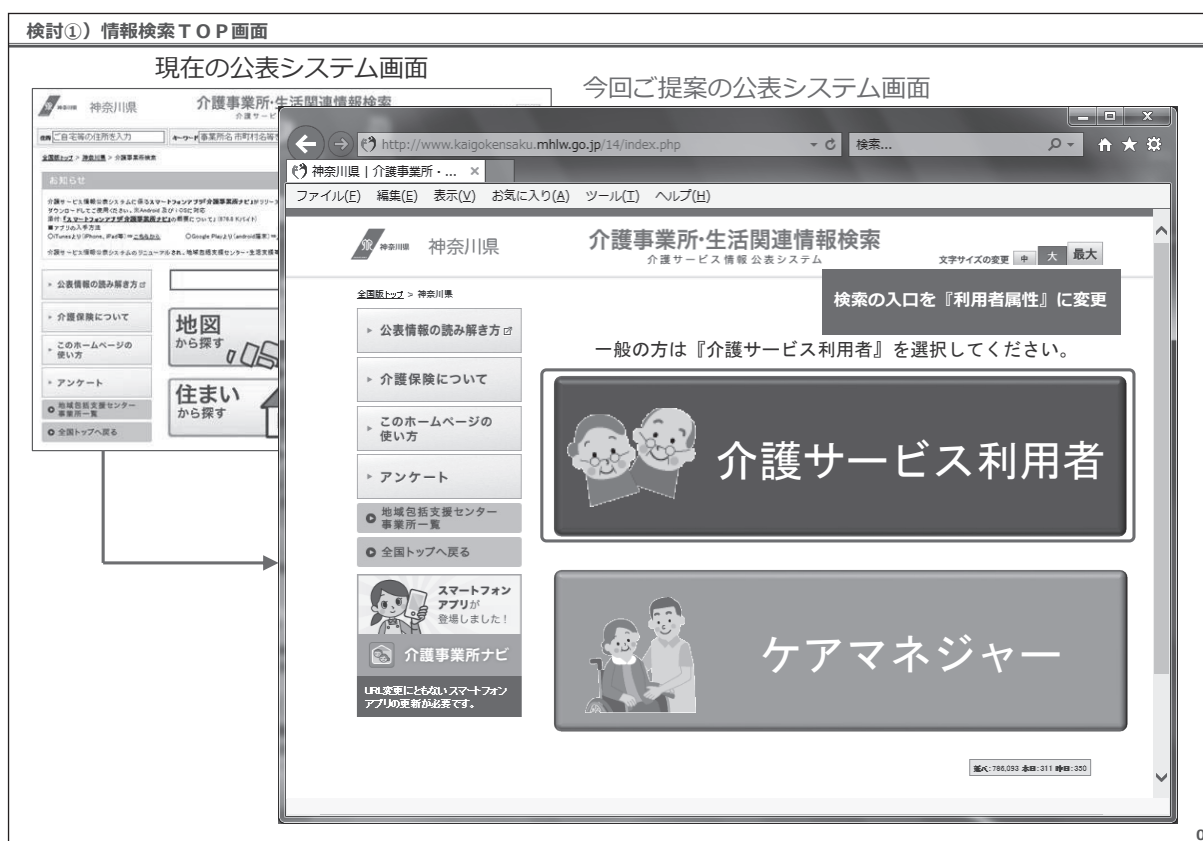 検討①）情報検索ＴＯＰ画面
現在の公表システム画面
今回ご提案の公表システム画面
神奈川県
介護事業所・生活関連情報検索
ご自宅等の住所を入力
キーワード
事業所名 市町村名等
全国版トップ > 神奈川県 > 介護事業所検索
お知らせ
■アプリの入手方法
公表情報の読み解き方
介護保険について
このホームページの
使い方
アンケート
地域包括支援センター
事業所一覧
全国トップへ戻る
地図
から探す
住まい
から探す
http://www.kaigokensaku.mhlw.go.jp/14/index.php
検索...
神奈川県 | 介護事業所・... ×
ファイル(F) 編集(E) 表示(V) お気に入り(A) ツール(T) ヘルプ(H)
神奈川県 神奈川県
介護事業所・生活関連情報検索
介護サービス情報公表システム
文字サイズの変更 中 大 最大
全国版トップ > 神奈川県
検索の入口を『利用者属性』に変更
一般の方は『介護サービス利用者』を選択してください。
公表情報の読み解き方
介護保険について
このホームページの
使い方
アンケート
地域包括支援センター
事業所一覧
全国トップへ戻る
スマートフォン
アプリが
登場しました！
介護事業所ナビ
URL変更にともないスマートフォン
アプリの更新が必要です。
介護サービス利用者
ケアマネジャー
延べ:786,093 本日:311 昨日:350